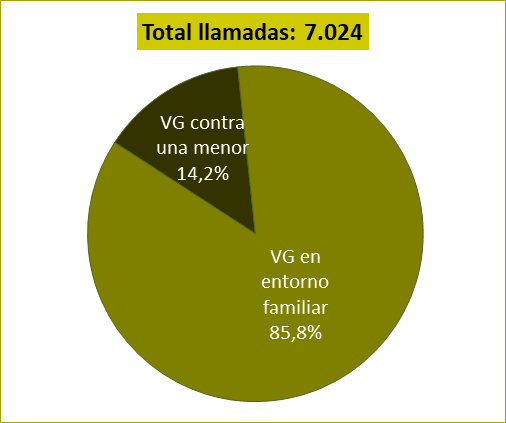 Total llamadas: 7.024
VG contra
una menor
14,2%
VG en
entorno
familiar
85,8%